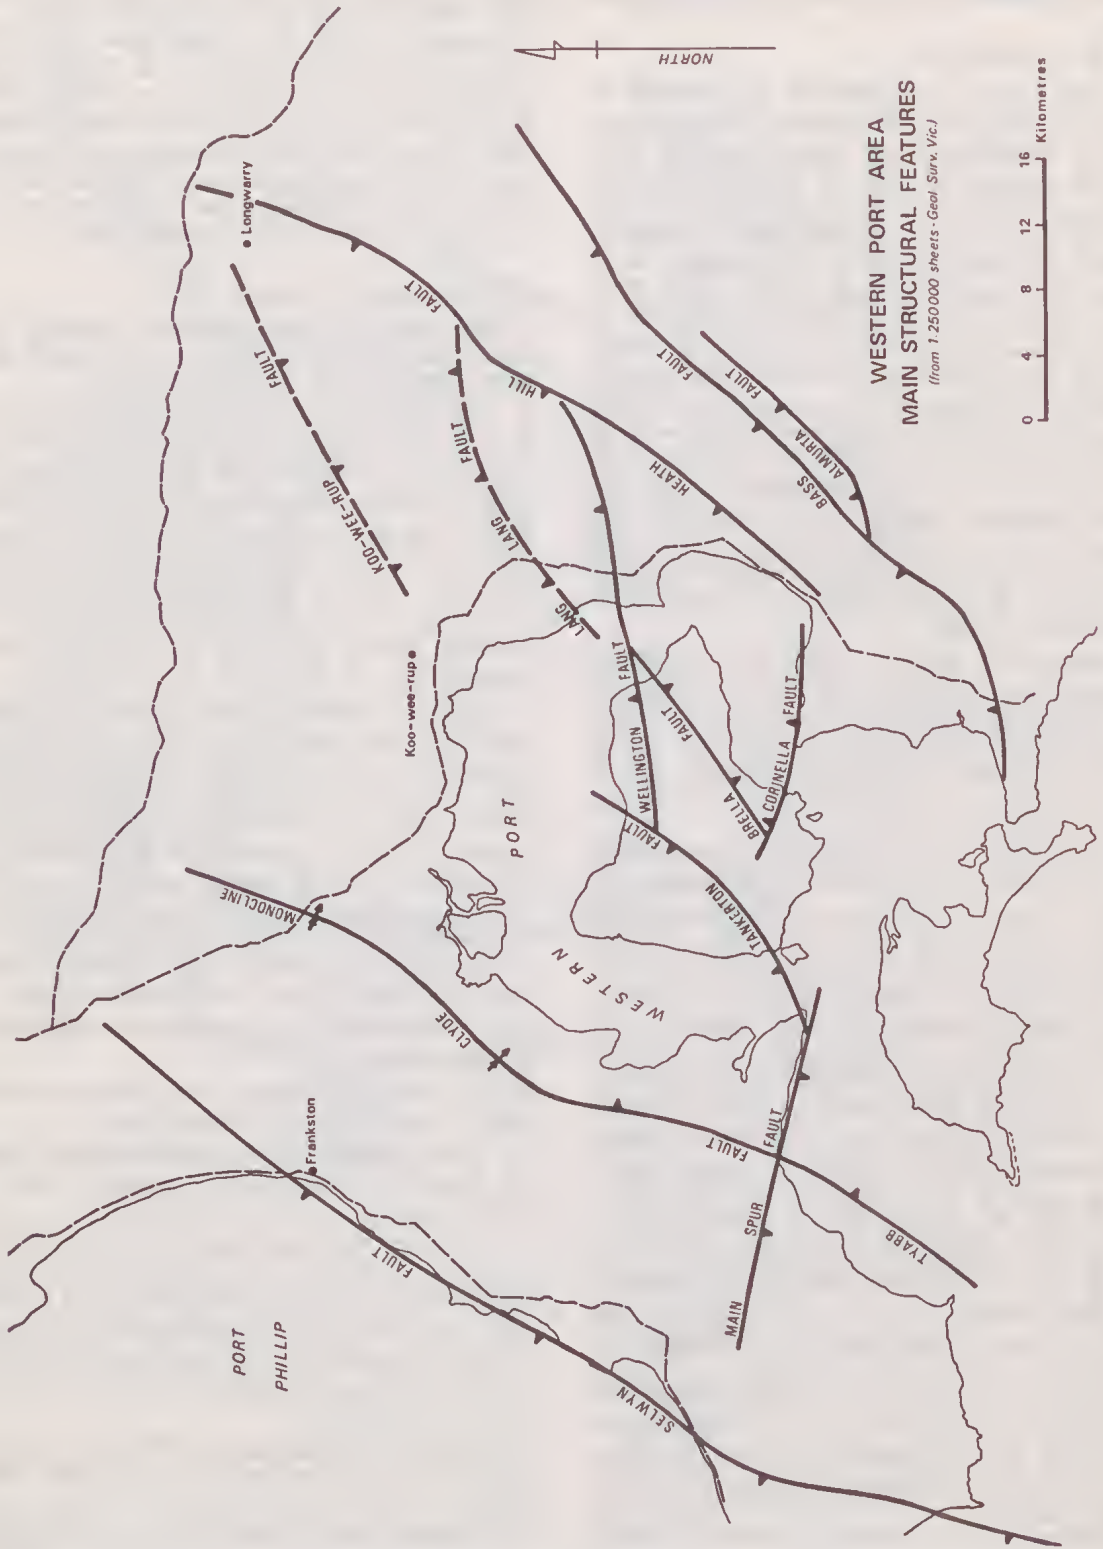 NORTH
Longwarry
KOO-WEE-RUP FAULT
Koo-wee-rup
LANG LANG FAULT
HEATH HILL FAULT
WELLINGTON FAULT
BRELLA FAULT
CORINELLA FAULT
TANKERTON FAULT
BASS FAULT
ALMURTA FAULT
CLYDE MONOCLINE
WESTERN PORT
Frankston
PORT
PHILLIP
SELWYN FAULT
MAIN SPUR FAULT
TYABB FAULT
WESTERN PORT AREA
MAIN STRUCTURAL FEATURES
(from 1:250000 sheets - Geol Surv. Vic.)
0 4 8 12 16
Kilometres